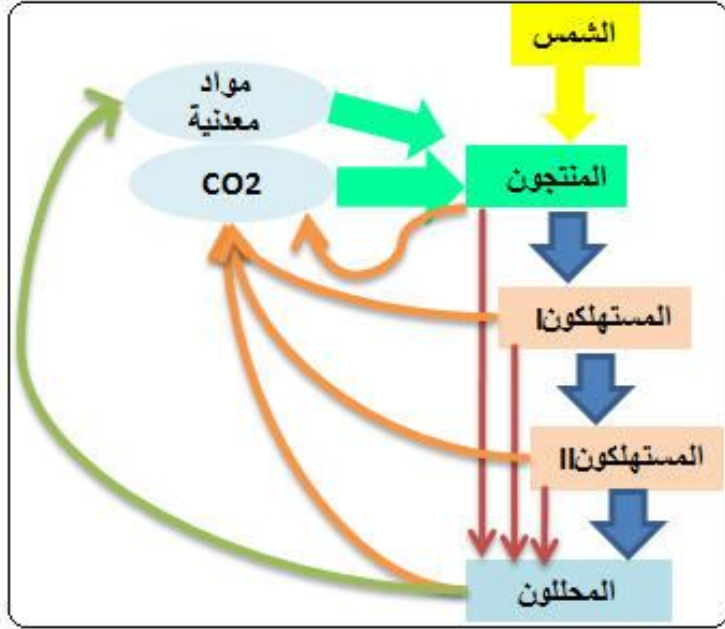 الشمس
مواد
معدنية
CO2
المنتجون
المستهلكونI
المستهلكونII
المحللون